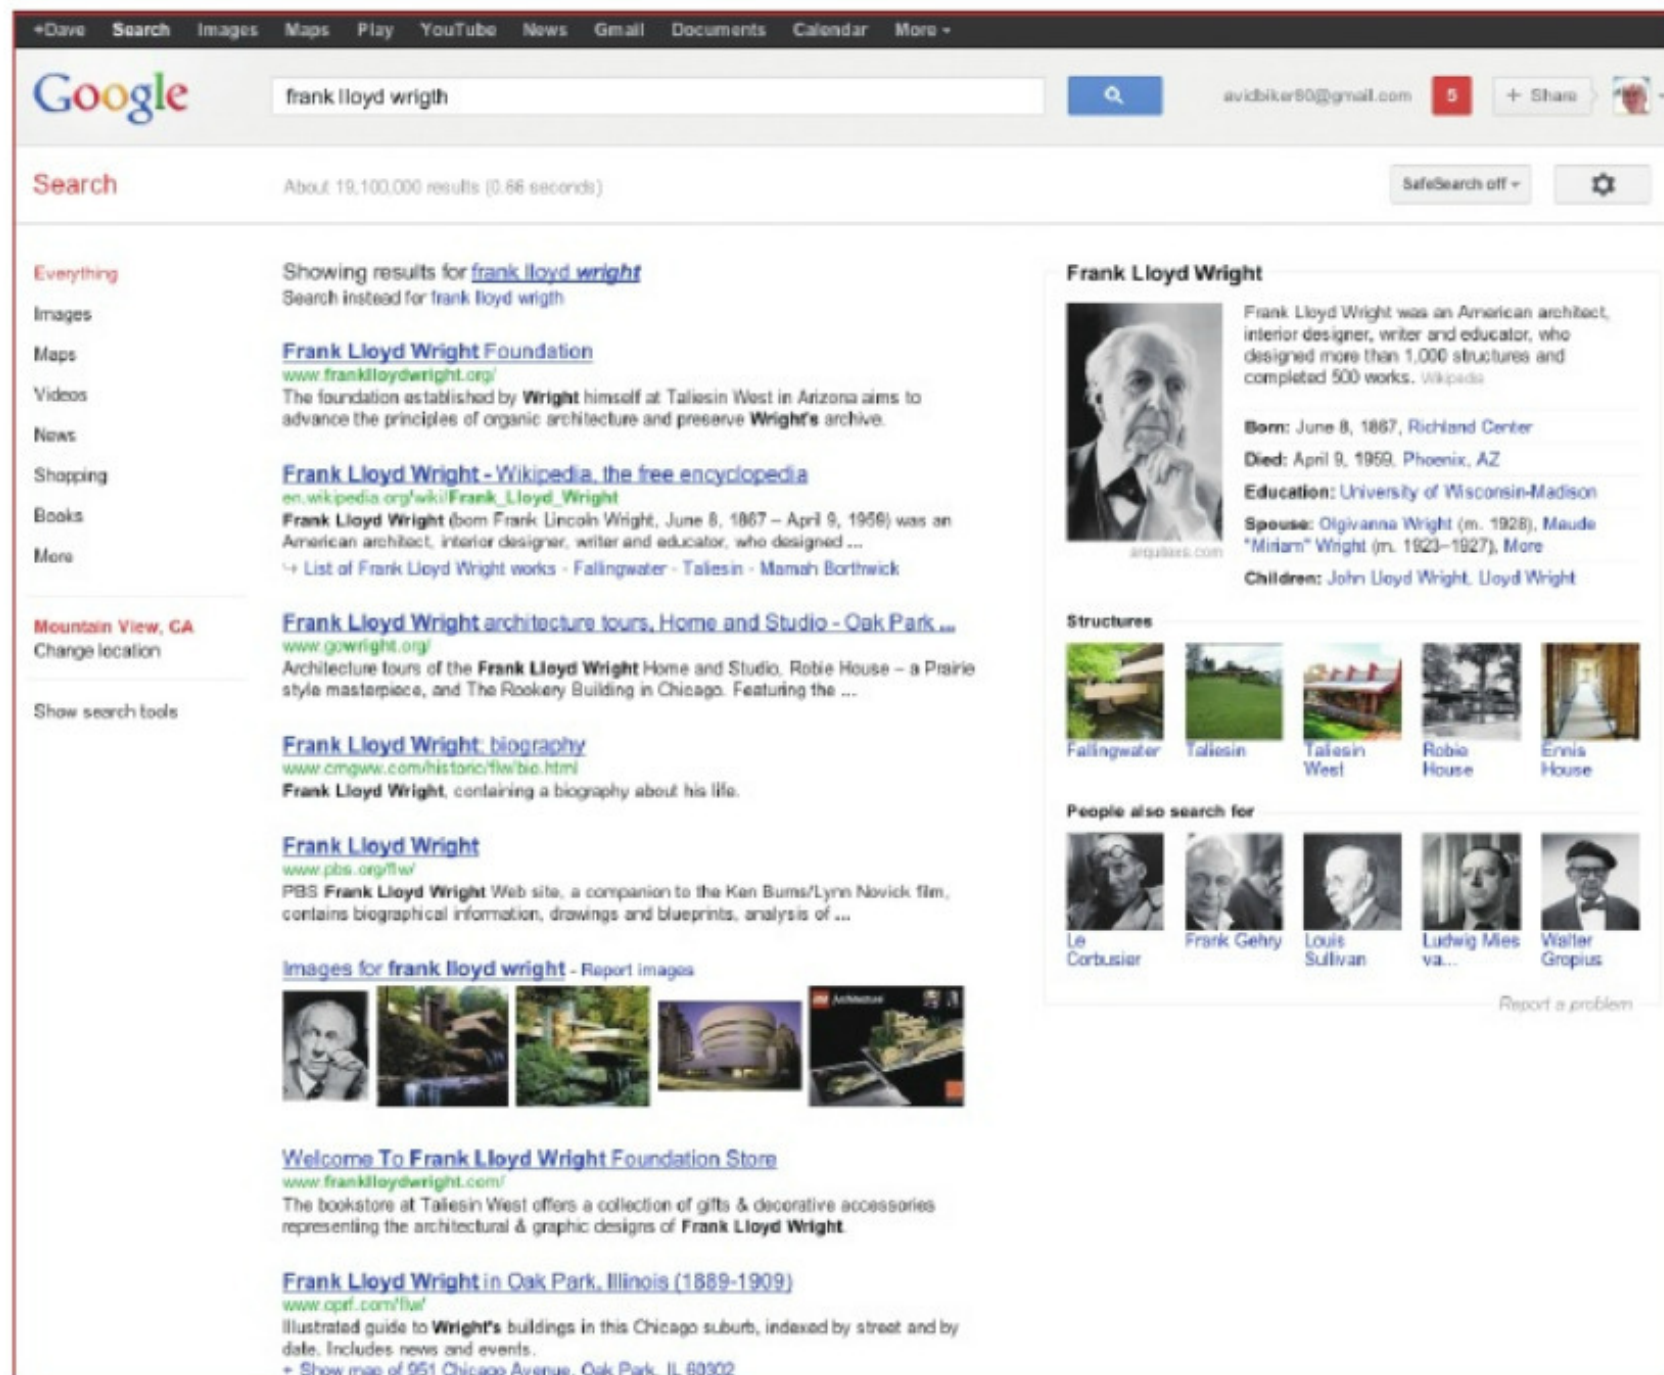 +Dave Search Images Maps Play YouTube News Gmail Documents Calendar More
Google
frank lloyd wrigth
avidbiker80@gmail.com 5 + Share
Search
About 19,100,000 results (0.66 seconds)
SafeSearch off
Everything
Images
Maps
Videos
News
Shopping
Books
More
Mountain View, CA
Change location
Show search tools
Showing results for frank lloyd wright
Search instead for frank lloyd wrigth
Frank Lloyd Wright Foundation
www.franklloydwright.org/
The foundation established by Wright himself at Taliesin West in Arizona aims to
advance the principles of organic architecture and preserve Wright's archive.
Frank Lloyd Wright - Wikipedia, the free encyclopedia
en.wikipedia.org/wiki/Frank_Lloyd_Wright
Frank Lloyd Wright (born Frank Lincoln Wright, June 8, 1867 – April 9, 1959) was an
American architect, interior designer, writer and educator, who designed ...
List of Frank Lloyd Wright works - Fallingwater - Taliesin - Mamah Borthwick
Frank Lloyd Wright architecture tours, Home and Studio - Oak Park ...
www.gowright.org/
Architecture tours of the Frank Lloyd Wright Home and Studio, Robie House – a Prairie
style masterpiece, and The Rookery Building in Chicago. Featuring the ...
Frank Lloyd Wright: biography
www.cmgww.com/historic/flw/bio.html
Frank Lloyd Wright, containing a biography about his life.
Frank Lloyd Wright
www.pbs.org/flw/
PBS Frank Lloyd Wright Web site, a companion to the Ken Burns/Lynn Novick film,
contains biographical information, drawings and blueprints, analysis of ...
Images for frank lloyd wright - Report images
Architecture
Welcome To Frank Lloyd Wright Foundation Store
www.franklloydwright.com/
The bookstore at Taliesin West offers a collection of gifts & decorative accessories
representing the architectural & graphic designs of Frank Lloyd Wright.
Frank Lloyd Wright in Oak Park, Illinois (1889-1909)
www.oprf.com/flw/
Illustrated guide to Wright's buildings in this Chicago suburb, indexed by street and by
date. Includes news and events.
+ Show map of 951 Chicago Avenue, Oak Park, IL 60302
Frank Lloyd Wright
Frank Lloyd Wright was an American architect,
interior designer, writer and educator, who
designed more than 1,000 structures and
completed 500 works. Wikipedia
Born: June 8, 1867, Richland Center
Died: April 9, 1959, Phoenix, AZ
Education: University of Wisconsin-Madison
Spouse: Olgivanna Wright (m. 1928), Maude
"Miriam" Wright (m. 1923–1927), More
Children: John Lloyd Wright, Lloyd Wright
Structures
Fallingwater
Taliesin
Taliesin
West
Robie
House
Ennis
House
People also search for
Le
Corbusier
Frank Gehry
Louis
Sullivan
Ludwig Mies
va...
Walter
Gropius
Report a problem